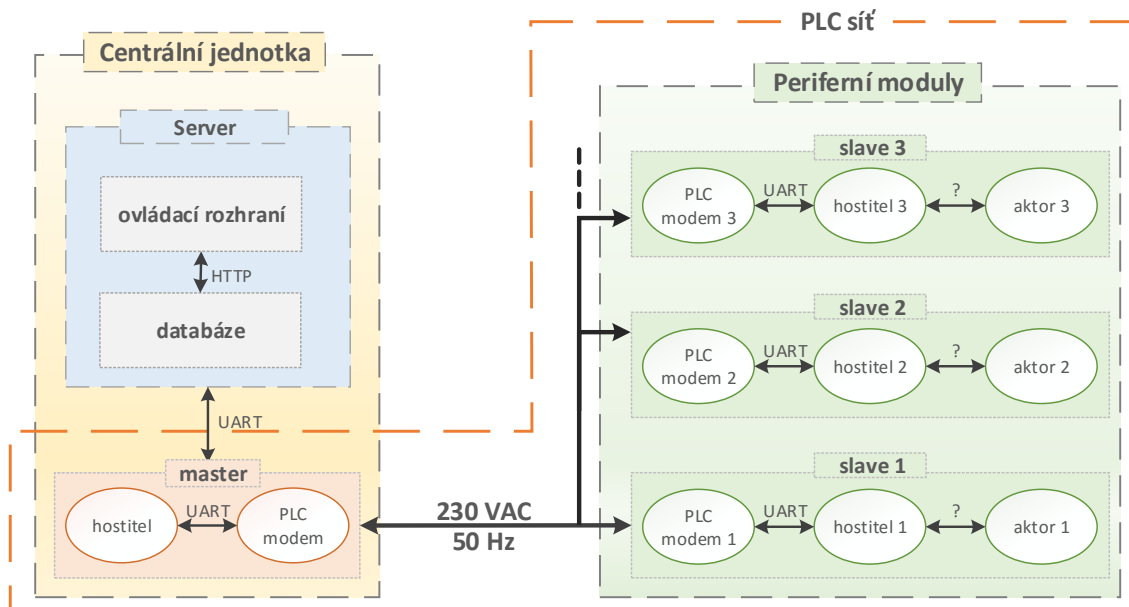 PLC síť
Centrální jednotka
Server
ovládací rozhraní
HTTP
databáze
UART
master
hostitel
UART
PLC
modem
230 VAC
50 Hz
Periferní moduly
slave 3
PLC
modem 3
UART
hostitel 3
?
aktor 3
slave 2
PLC
modem 2
UART
hostitel 2
?
aktor 2
slave 1
PLC
modem 1
UART
hostitel 1
?
aktor 1